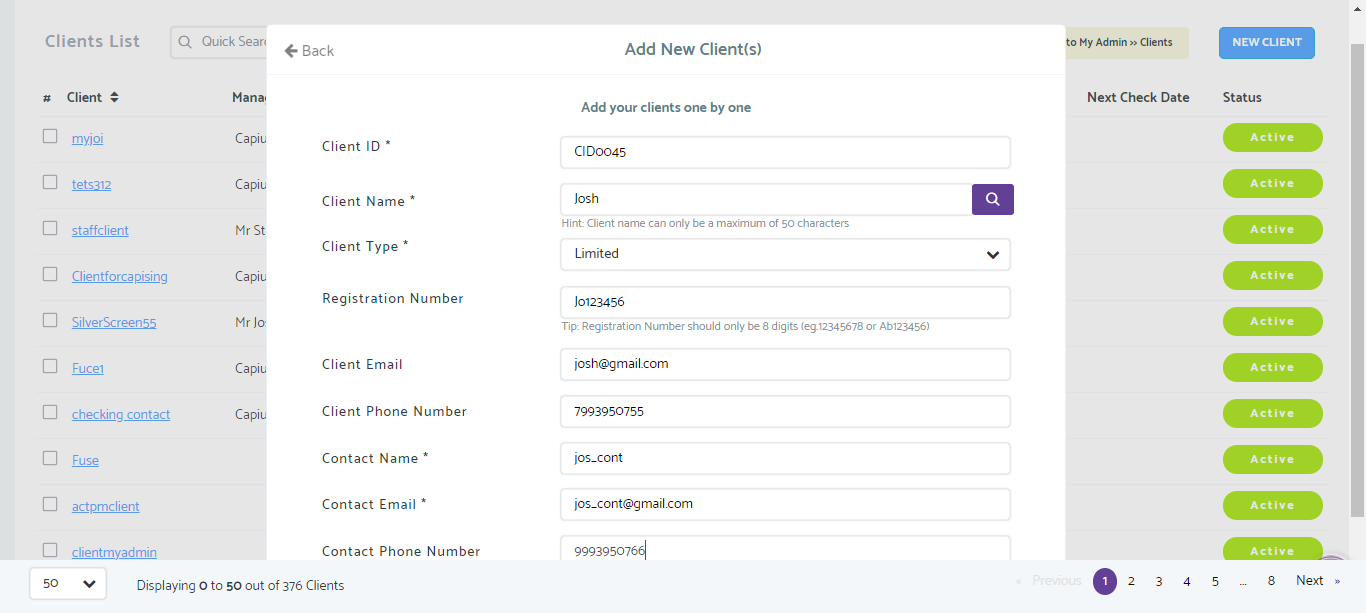 Clients List
Quick Sear
Back
Add New Client(s)
to My Admin » Clients
NEW CLIENT
# Client
Mana
Next Check Date
Status
Add your clients one by one
myjoi
Capiu
Active
Client ID *
CID0045
tets312
Capiu
Active
Client Name *
Josh
Hint: Client name can only be a maximum of 50 characters
staffclient
Mr St
Active
Client Type *
Limited
Clientforcapising
Capiu
Active
Registration Number
Jo123456
Tip: Registration Number should only be 8 digits (eg.12345678 or Ab123456)
SilverScreen55
Mr Jo
Active
Fuce1
Capiu
Active
Client Email
josh@gmail.com
checking contact
Capiu
Active
Client Phone Number
7993950755
Fuse
Active
Contact Name *
jos_cont
actpmclient
Active
Contact Email *
jos_cont@gmail.com
clientmyadmin
Active
Contact Phone Number
9993950766
50
Displaying 0 to 50 out of 376 Clients
« Previous 1 2 3 4 5 ... 8 Next »